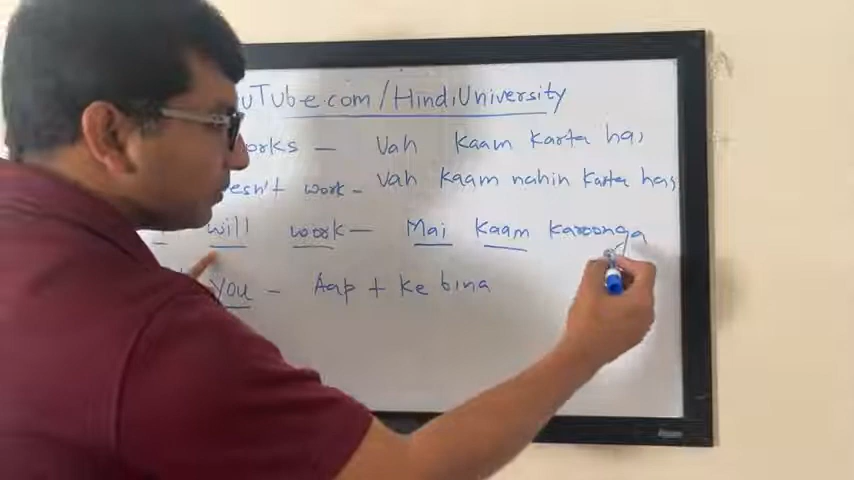 uTube.com/HindiUniversity
orks - Vah kaam karta hai
esn't work - Vah kaam nahin karta hai
will work - Mai kaam karoonga
you - Aap + ke bina